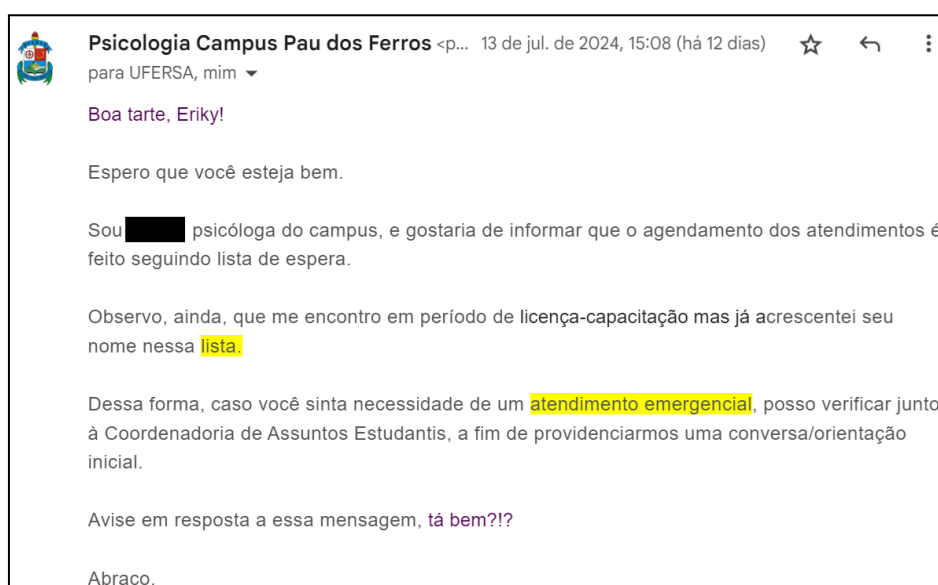 Psicologia Campus Pau dos Ferros <p... 13 de jul. de 2024, 15:08 (há 12 dias)
para UFERSA, mim
Boa tarte, Eriky!
Espero que você esteja bem.
Sou psicóloga do campus, e gostaria de informar que o agendamento dos atendimentos é
feito seguindo lista de espera.
Observo, ainda, que me encontro em período de licença-capacitação mas já acrescentei seu
nome nessa lista.
Dessa forma, caso você sinta necessidade de um atendimento emergencial, posso verificar junto
à Coordenadoria de Assuntos Estudantis, a fim de providenciarmos uma conversa/orientação
inicial.
Avise em resposta a essa mensagem, tá bem?!?
Abraço.